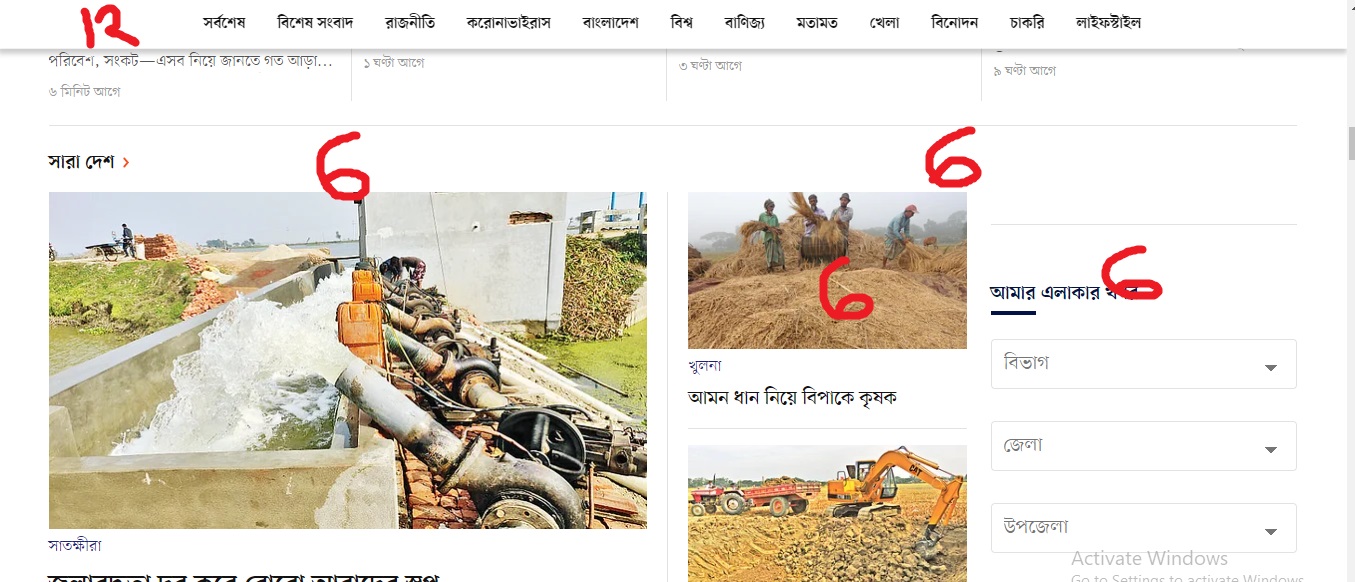 12
সর্বশেষ বিশেষ সংবাদ রাজনীতি করোনাভাইরাস বাংলাদেশ বিশ্ব বাণিজ্য মতামত খেলা বিনোদন চাকরি লাইফস্টাইল
পরিবেশ, সংকট—এসব নিয়ে জানতে গত আড়া...
৬ মিনিট আগে
১ ঘণ্টা আগে
৩ ঘণ্টা আগে
৯ ঘণ্টা আগে
সারা দেশ ›
6
6
সাতক্ষীরা
6
খুলনা
আমন ধান নিয়ে বিপাকে কৃষক
CAT
6
আমার এলাকার
বিভাগ
জেলা
উপজেলা
Activate Windows
Go to Settings to activate Windows.